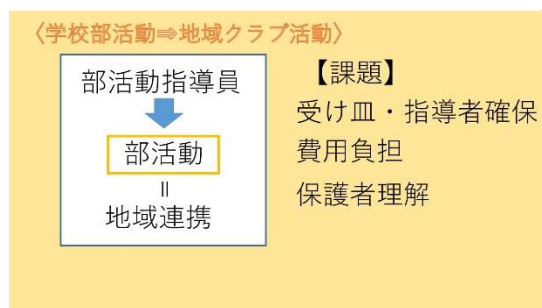 〈学校部活動⇒地域クラブ活動〉
部活動指導員
部活動
＝
地域連携
【課題】
受け皿・指導者確保
費用負担
保護者理解